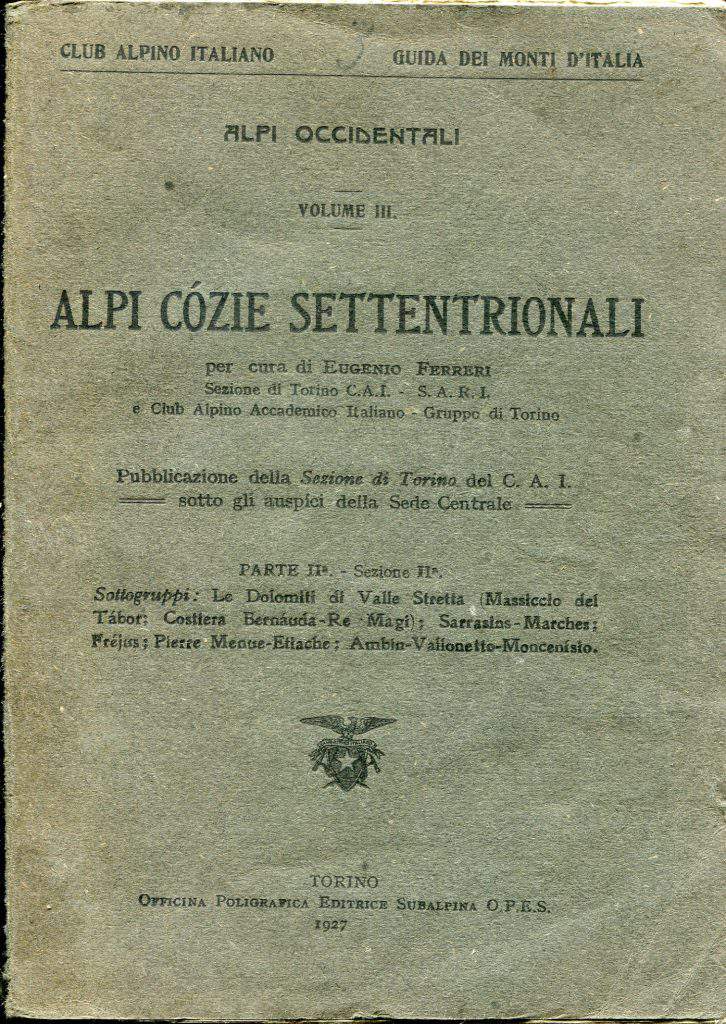 CLUB ALPINO ITALIANO GUIDA DEI MONTI D'ITALIA
ALPI OCCIDENTALI
VOLUME III.
ALPI CÓZIE SETTENTRIONALI
per cura di EUGENIO FERRERI
Sezione di Torino C.A.I. - S. A. R. I.
e Club Alpino Accademico Italiano - Gruppo di Torino
Pubblicazione della Sezione di Torino del C. A. I.
sotto gli auspici della Sede Centrale
PARTE IIª. - Sezione IIª.
Sottogruppi: Le Dolomiti di Valle Stretta (Massiccio del
Tábor; Costiera Bernáuda-Re Magi); Sarrasins-Marches;
Fréjus; Pierre Menue-Etiache; Ambin-Vallonetto-Moncenisio.
TORINO
OFFICINA POLIGRAFICA EDITRICE SUBALPINA O.P.E.S.
1927